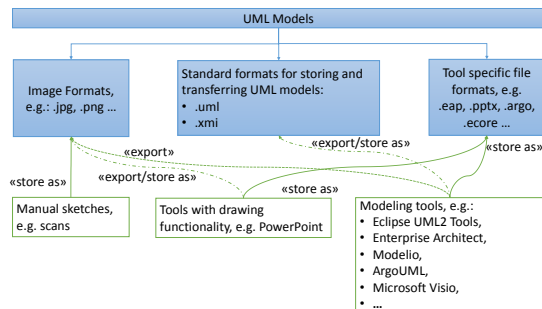 UML Models
Image Formats,
e.g.: .jpg, .png ...
Standard formats for storing and
transferring UML models:
• .uml
• .xmi
Tool specific file
formats, e.g.
.eap, .pptx, .argo,
.ecore ...
«export»
«export/store as»
«store as»
«store as»
«export/store as»
«store as»
Manual sketches,
e.g. scans
Tools with drawing
functionality, e.g. PowerPoint
Modeling tools, e.g.:
• Eclipse UML2 Tools,
• Enterprise Architect,
• Modelio,
• ArgoUML,
• Microsoft Visio,
• ...